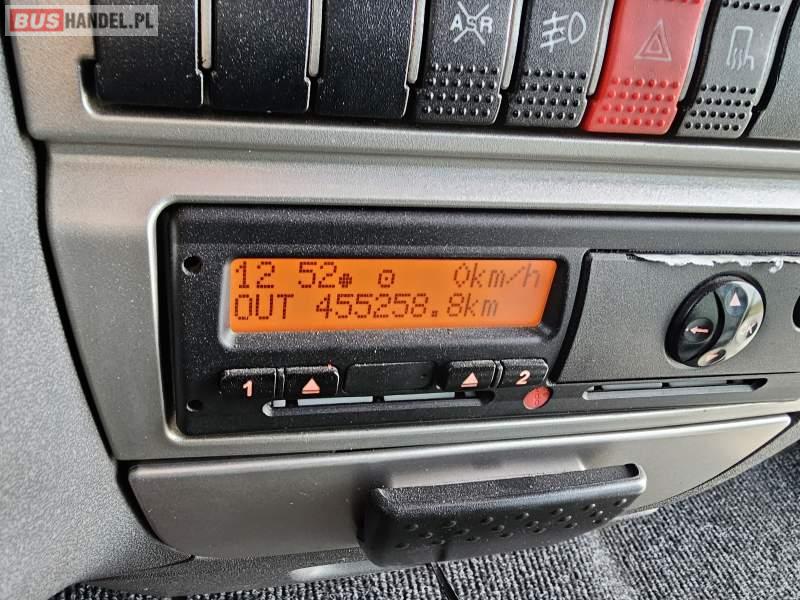 BUSHANDEL.PL
ASR
12 52 0km/h
OUT 455258.8km
1 2